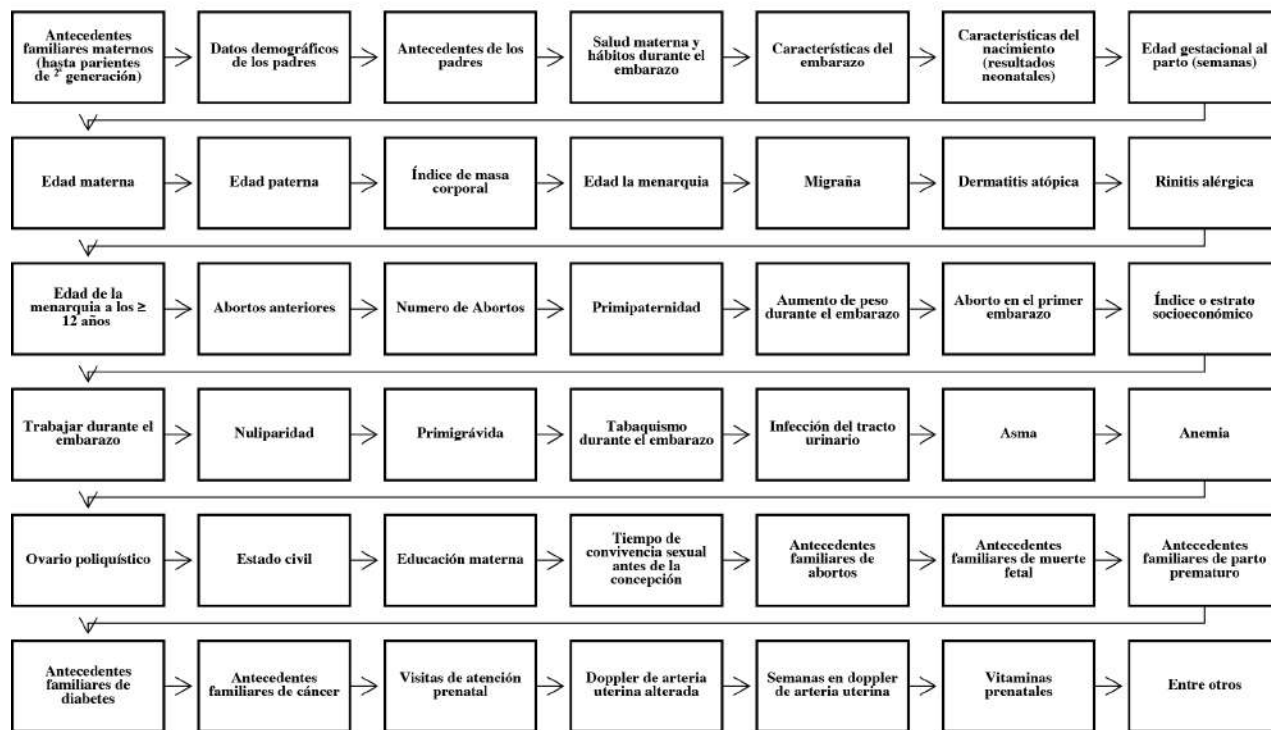 Antecedentes
familiares maternos
(hasta parientes
de 2ª generación)
Datos demográficos
de los padres
Antecedentes de los
padres
Salud materna y
hábitos durante el
embarazo
Características del
embarazo
Características del
nacimiento
(resultados
neonatales)
Edad gestacional al
parto (semanas)
Edad materna
Edad paterna
Índice de masa
corporal
Edad la menarquia
Migraña
Dermatitis atópica
Rinitis alérgica
Edad de la
menarquia a los ≥
12 años
Abortos anteriores
Numero de Abortos
Primipaternidad
Aumento de peso
durante el embarazo
Aborto en el primer
embarazo
Índice o estrato
socioeconómico
Trabajar durante el
embarazo
Nuliparidad
Primigrávida
Tabaquismo
durante el embarazo
Infección del tracto
urinario
Asma
Anemia
Ovario poliquístico
Estado civil
Educación materna
Tiempo de
convivencia sexual
antes de la
concepción
Antecedentes
familiares de
abortos
Antecedentes
familiares de muerte
fetal
Antecedentes
familiares de parto
prematuro
Antecedentes
familiares de
diabetes
Antecedentes
familiares de cáncer
Visitas de atención
prenatal
Doppler de arteria
uterina alterada
Semanas en doppler
de arteria uterina
Vitaminas
prenatales
Entre otros